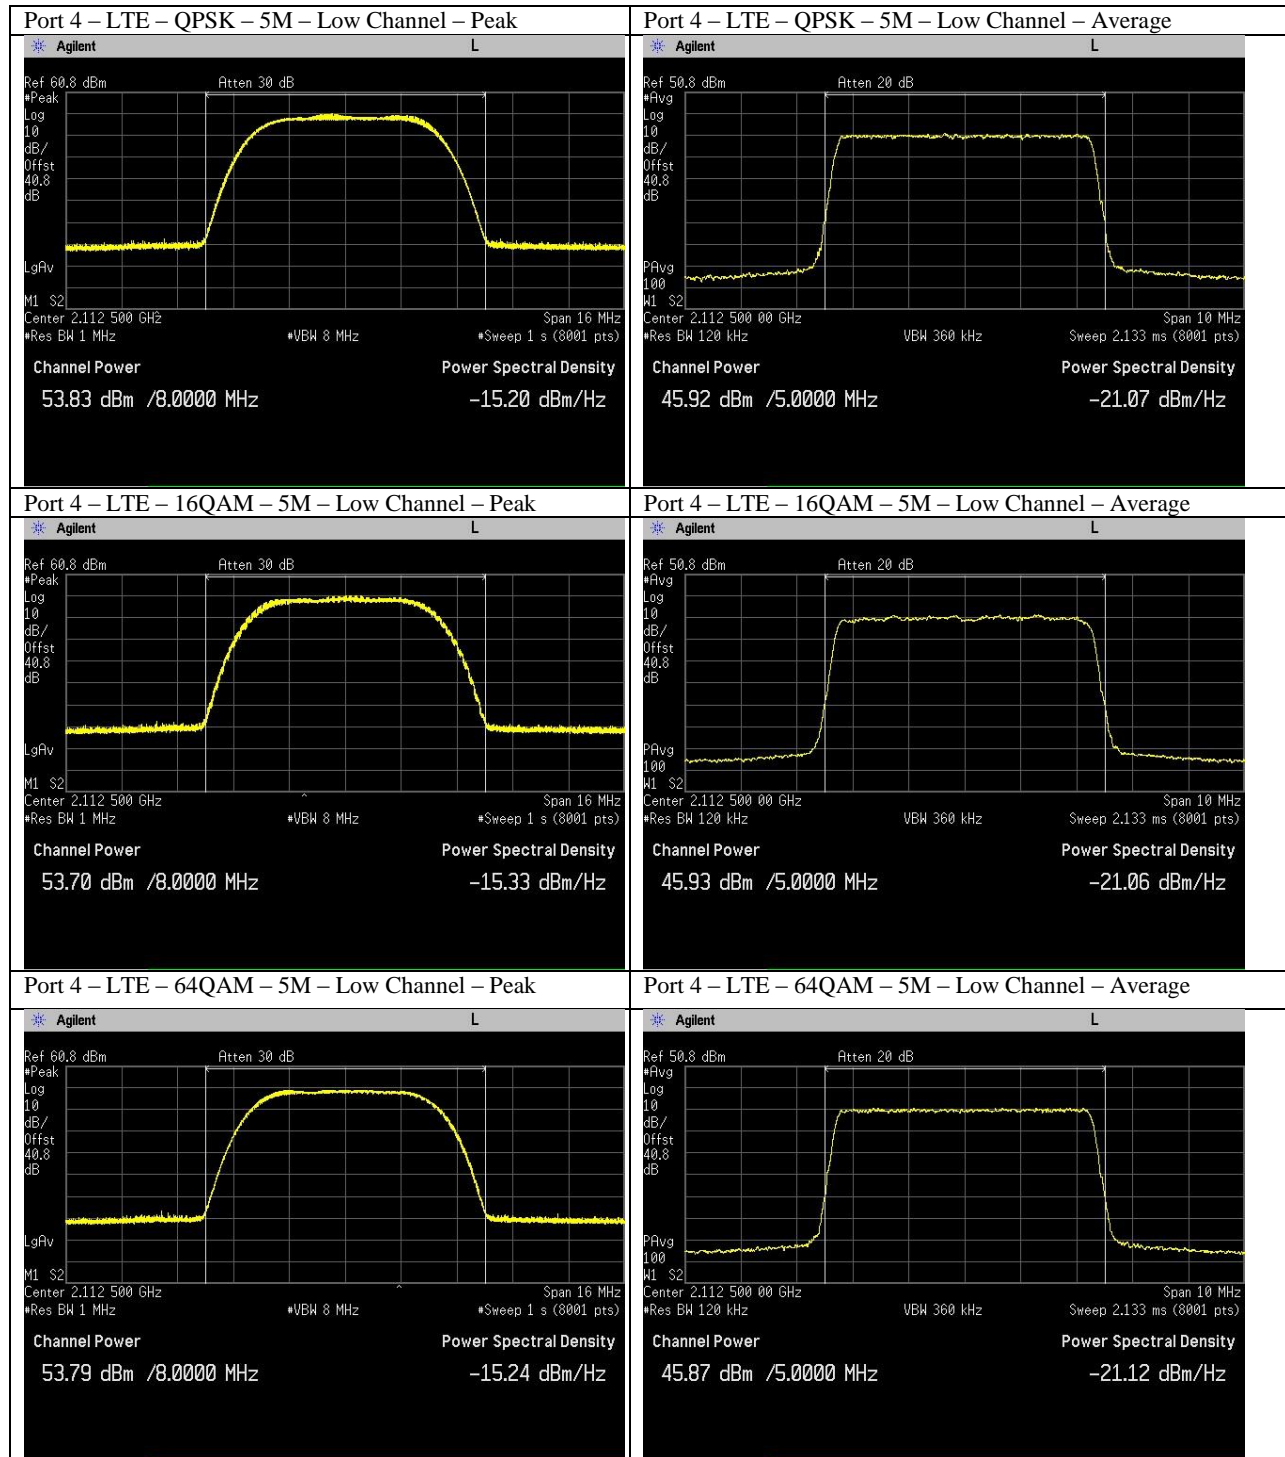 Port 4 – LTE – QPSK – 5M – Low Channel – Peak
Agilent
L
Ref 60.8 dBm
Atten 30 dB
#Peak
Log
10
dB/
Offst
40.8
dB
LgAv
M1 S2
Center 2.112 500 GHz
Span 16 MHz
#Res BW 1 MHz
#VBW 8 MHz
#Sweep 1 s (8001 pts)
Channel Power
Power Spectral Density
53.83 dBm /8.0000 MHz
-15.20 dBm/Hz
Port 4 – LTE – QPSK – 5M – Low Channel – Average
Agilent
L
Ref 50.8 dBm
Atten 20 dB
#Avg
Log
10
dB/
Offst
40.8
dB
PAvg
100
W1 S2
Center 2.112 500 00 GHz
Span 10 MHz
#Res BW 120 kHz
VBW 360 kHz
Sweep 2.133 ms (8001 pts)
Channel Power
Power Spectral Density
45.92 dBm /5.0000 MHz
-21.07 dBm/Hz
Port 4 – LTE – 16QAM – 5M – Low Channel – Peak
Agilent
L
Ref 60.8 dBm
Atten 30 dB
#Peak
Log
10
dB/
Offst
40.8
dB
LgAv
M1 S2
Center 2.112 500 GHz
Span 16 MHz
#Res BW 1 MHz
#VBW 8 MHz
#Sweep 1 s (8001 pts)
Channel Power
Power Spectral Density
53.70 dBm /8.0000 MHz
-15.33 dBm/Hz
Port 4 – LTE – 16QAM – 5M – Low Channel – Average
Agilent
L
Ref 50.8 dBm
Atten 20 dB
#Avg
Log
10
dB/
Offst
40.8
dB
PAvg
100
W1 S2
Center 2.112 500 00 GHz
Span 10 MHz
#Res BW 120 kHz
VBW 360 kHz
Sweep 2.133 ms (8001 pts)
Channel Power
Power Spectral Density
45.93 dBm /5.0000 MHz
-21.06 dBm/Hz
Port 4 – LTE – 64QAM – 5M – Low Channel – Peak
Agilent
L
Ref 60.8 dBm
Atten 30 dB
#Peak
Log
10
dB/
Offst
40.8
dB
LgAv
M1 S2
Center 2.112 500 GHz
Span 16 MHz
#Res BW 1 MHz
#VBW 8 MHz
#Sweep 1 s (8001 pts)
Channel Power
Power Spectral Density
53.79 dBm /8.0000 MHz
-15.24 dBm/Hz
Port 4 – LTE – 64QAM – 5M – Low Channel – Average
Agilent
L
Ref 50.8 dBm
Atten 20 dB
#Avg
Log
10
dB/
Offst
40.8
dB
PAvg
100
W1 S2
Center 2.112 500 00 GHz
Span 10 MHz
#Res BW 120 kHz
VBW 360 kHz
Sweep 2.133 ms (8001 pts)
Channel Power
Power Spectral Density
45.87 dBm /5.0000 MHz
-21.12 dBm/Hz